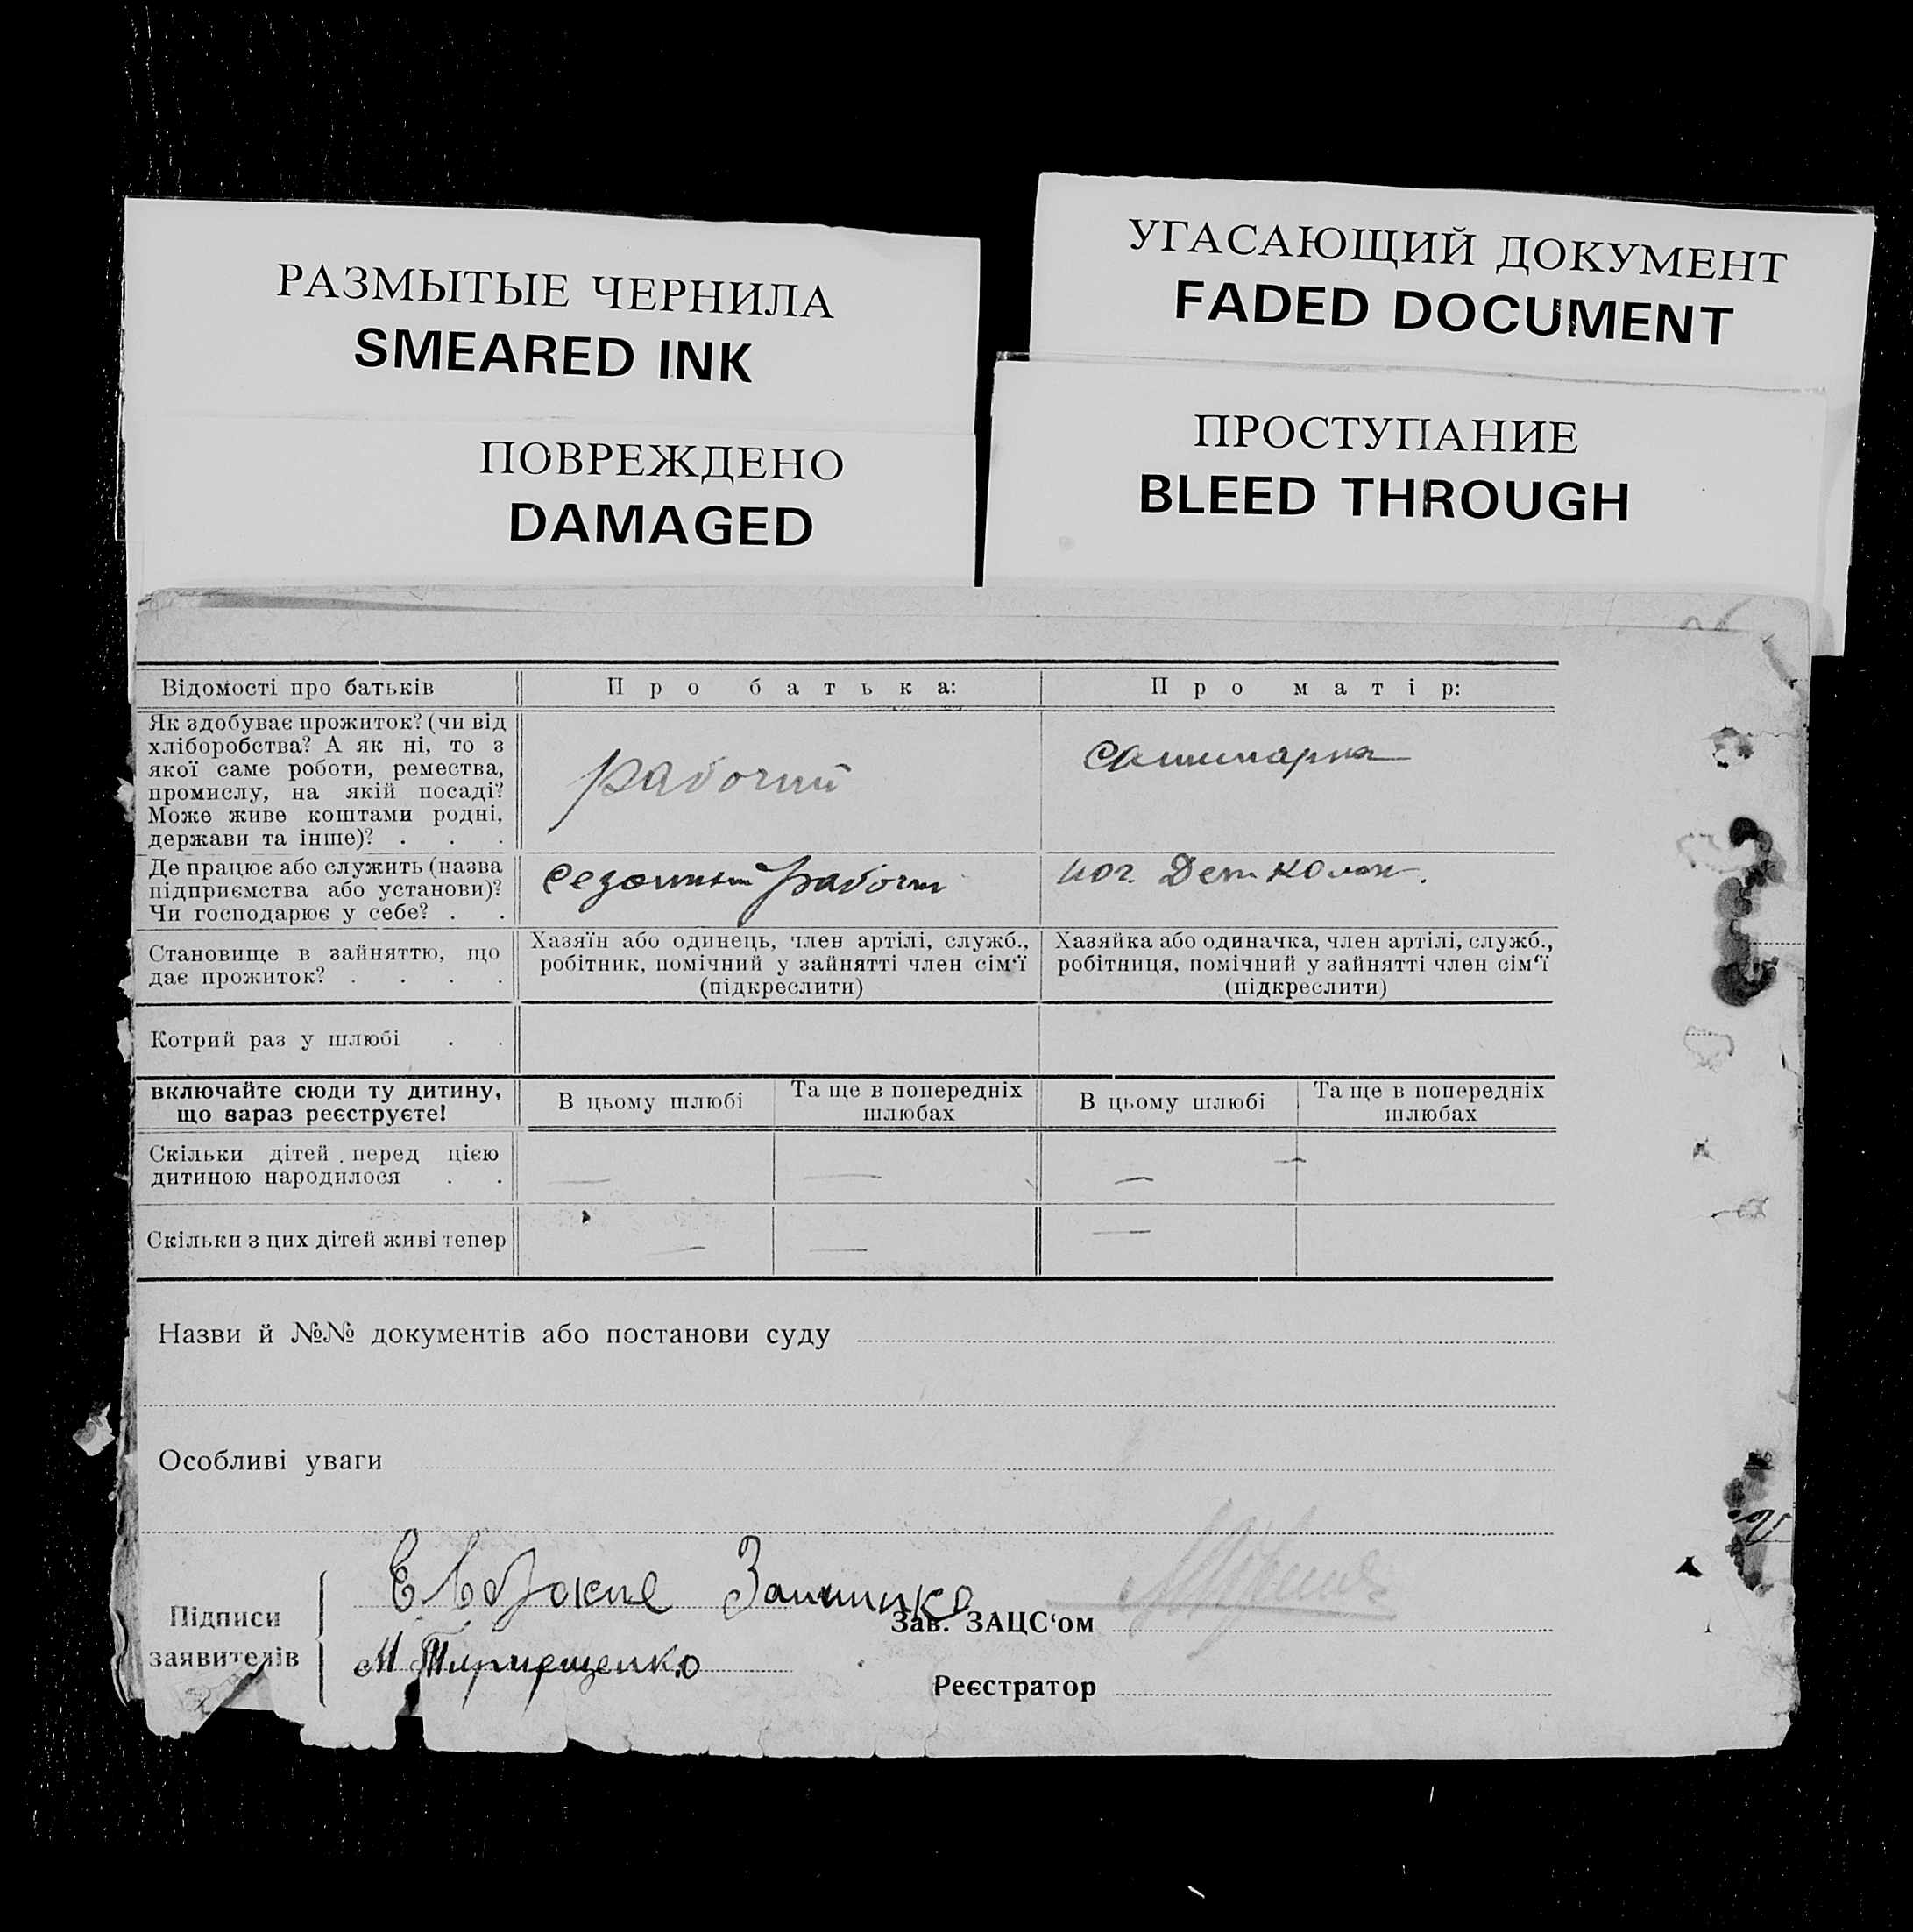 РАЗМЫТЫЕ ЧЕРНИЛА
SMEARED INK
УГАСАЮЩИЙ ДОКУМЕНТ
FADED DOCUMENT
ПОВРЕЖДЕНО
DAMAGED
ПРОСТУПАНИЕ
BLEED THROUGH
Відомості про батьків
Про батька:
Про матір:
Як здобуває прожиток? (чи від
хліборобства? А як ні, то з
якої саме роботи, ремества,
промислу, на якій посаді?
Може живе коштами родні,
держави та інше)? . . .
рабочий
санитарка
Де працює або служить (назва
підприємства або установи)?
Чи господарює у себе? . .
сезонный рабочий
Дет. колон.
Становище в зайняттю, що
дає прожиток? . . . .
Хазяїн або одинець, член артілі, служб.,
робітник, помічний у зайнятті член сім‘ї
(підкреслити)
Хазяйка або одиначка, член артілі, служб.,
робітниця, помічний у зайнятті член сім‘ї
(підкреслити)
Котрий раз у шлюбі . .
включайте сюди ту дитину,
що вараз реєструєте!
В цьому шлюбі
Та ще в попередніх
шлюбах
В цьому шлюбі
Та ще в попередніх
шлюбах
Скільки дітей перед цією
дитиною народилося . .
— — — —
Скільки з цих дітей живі тепер
— — —
Назви й №№ документів або постанови суду
Особливі уваги
Підписи
заявителів
Зав. ЗАЦС‘ом
Реєстратор